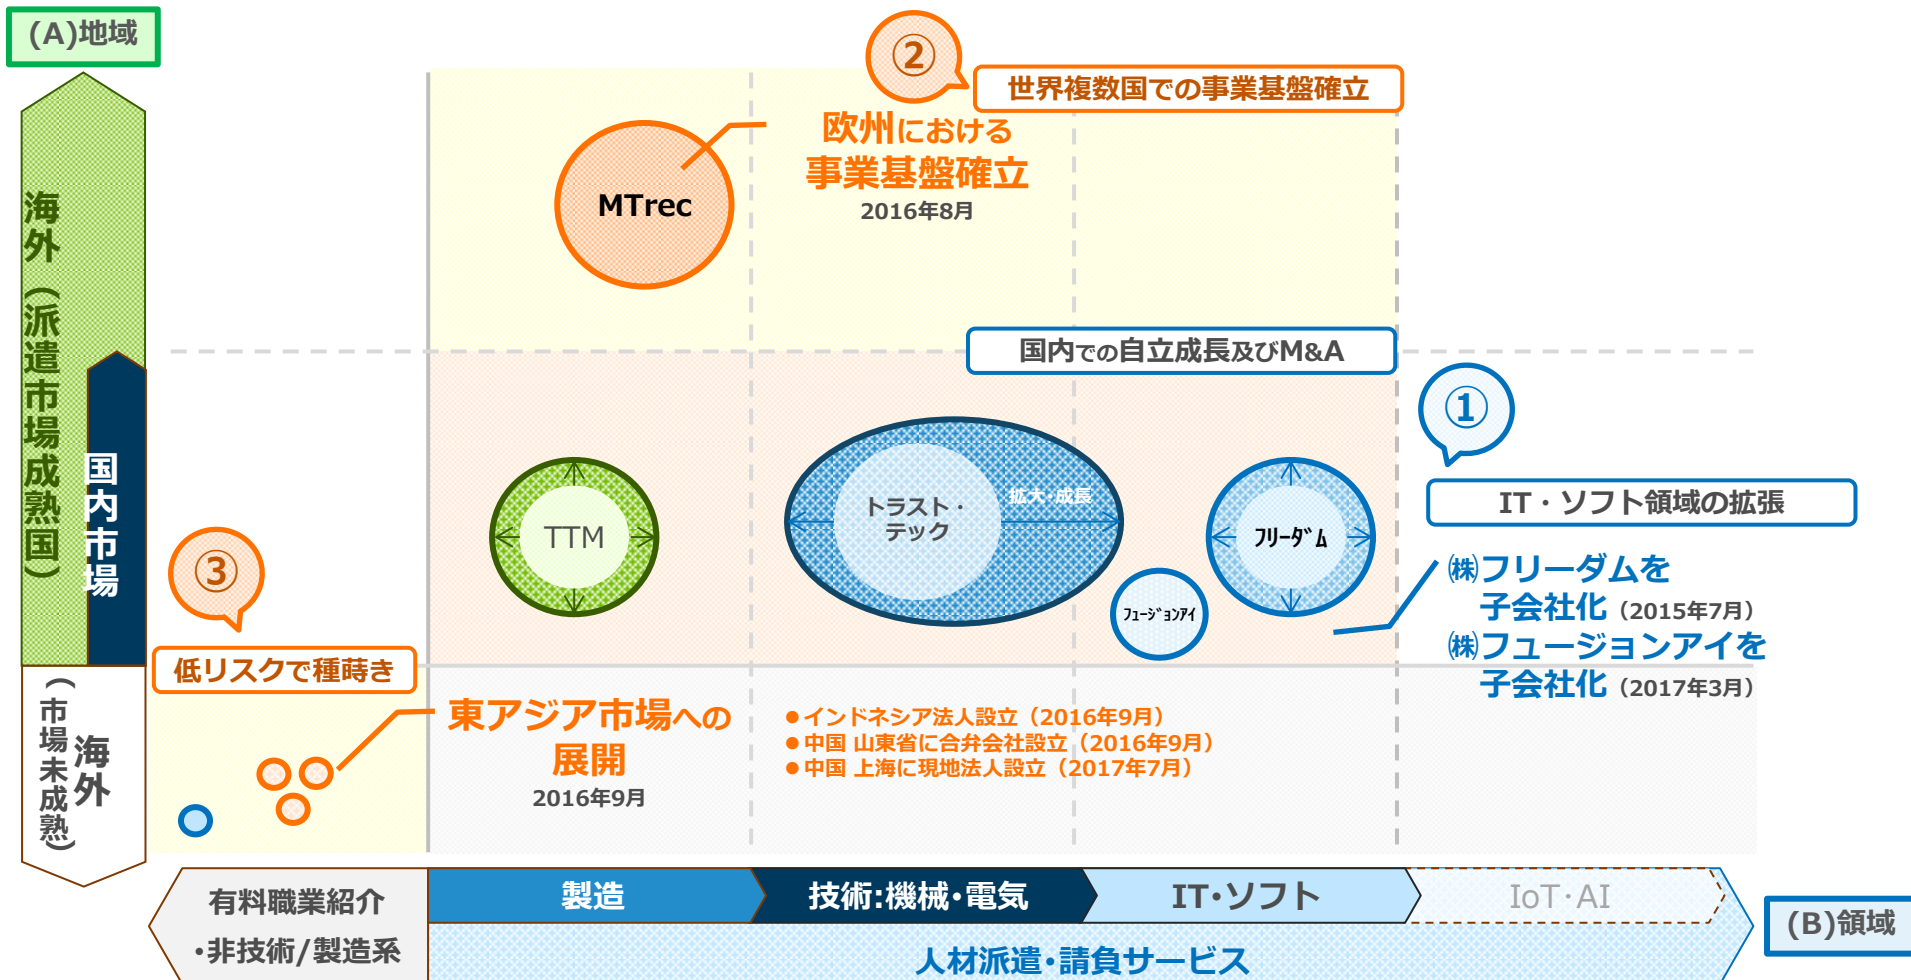 (A)地域
②
世界複数国での事業基盤確立
欧州における
事業基盤確立
2016年8月
MTrec
海外（派遣市場成熟国）
国内市場
国内での自立成長及びM&A
①
IT・ソフト領域の拡張
TTM
トラスト・
テック
拡大・成長
フリーダム
フュージョンアイ
㈱フリーダムを
子会社化（2015年7月）
㈱フュージョンアイを
子会社化（2017年3月）
③
低リスクで種蒔き
海外
（市場未成熟）
東アジア市場への
展開
2016年9月
●インドネシア法人設立（2016年9月）
●中国 山東省に合弁会社設立（2016年9月）
●中国 上海に現地法人設立（2017年7月）
有料職業紹介
・非技術/製造系
製造
技術:機械・電気
IT・ソフト
IoT・AI
人材派遣・請負サービス
(B)領域